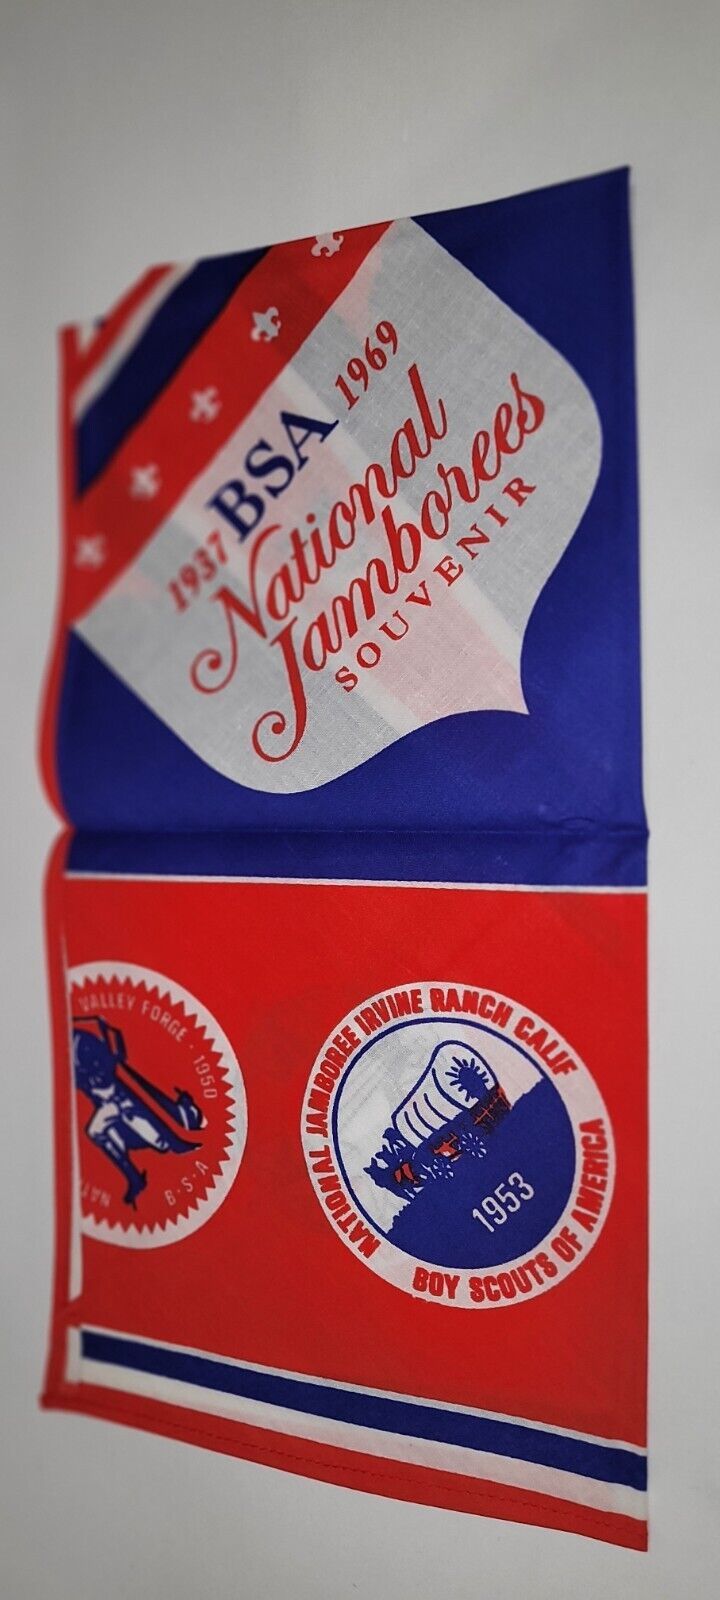 1937 BSA 1969
National
Jamborees
SOUVENIR
VALLEY FORGE · 1950
B·S·A
NATIONAL JAMBOREE IRVINE RANCH CALIF
1953
BOY SCOUTS OF AMERICA